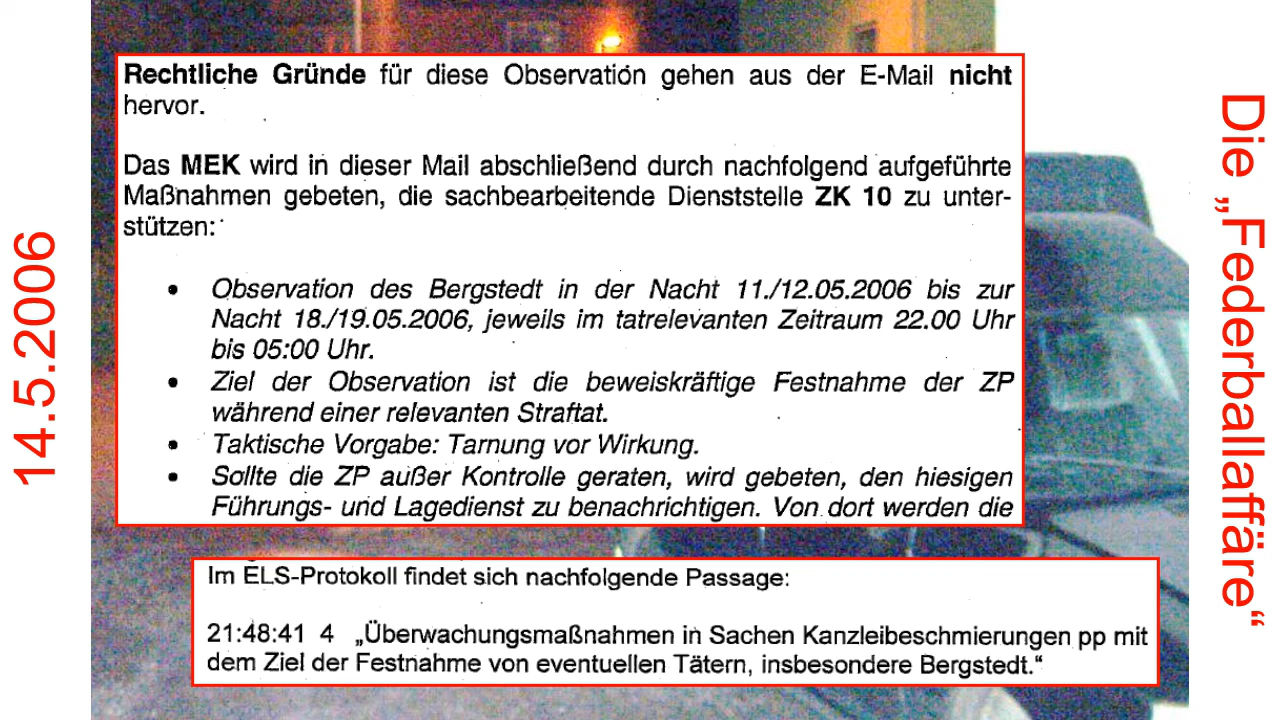 14.5.2006
Rechtliche Gründe für diese Observation gehen aus der E-Mail nicht
hervor.
Das MEK wird in dieser Mail abschließend durch nachfolgend aufgeführte
Maßnahmen gebeten, die sachbearbeitende Dienststelle ZK 10 zu unter-
stützen:
• Observation des Bergstedt in der Nacht 11./12.05.2006 bis zur
Nacht 18./19.05.2006, jeweils im tatrelevanten Zeitraum 22.00 Uhr
bis 05:00 Uhr.
• Ziel der Observation ist die beweiskräftige Festnahme der ZP
während einer relevanten Straftat.
• Taktische Vorgabe: Tarnung vor Wirkung.
• Sollte die ZP außer Kontrolle geraten, wird gebeten, den hiesigen
Führungs- und Lagedienst zu benachrichtigen. Von dort werden die
Im ELS-Protokoll findet sich nachfolgende Passage:
21:48:41 4 „Überwachungsmaßnahmen in Sachen Kanzleibeschmierungen pp mit
dem Ziel der Festnahme von eventuellen Tätern, insbesondere Bergstedt.“
Die „Federballaffäre“